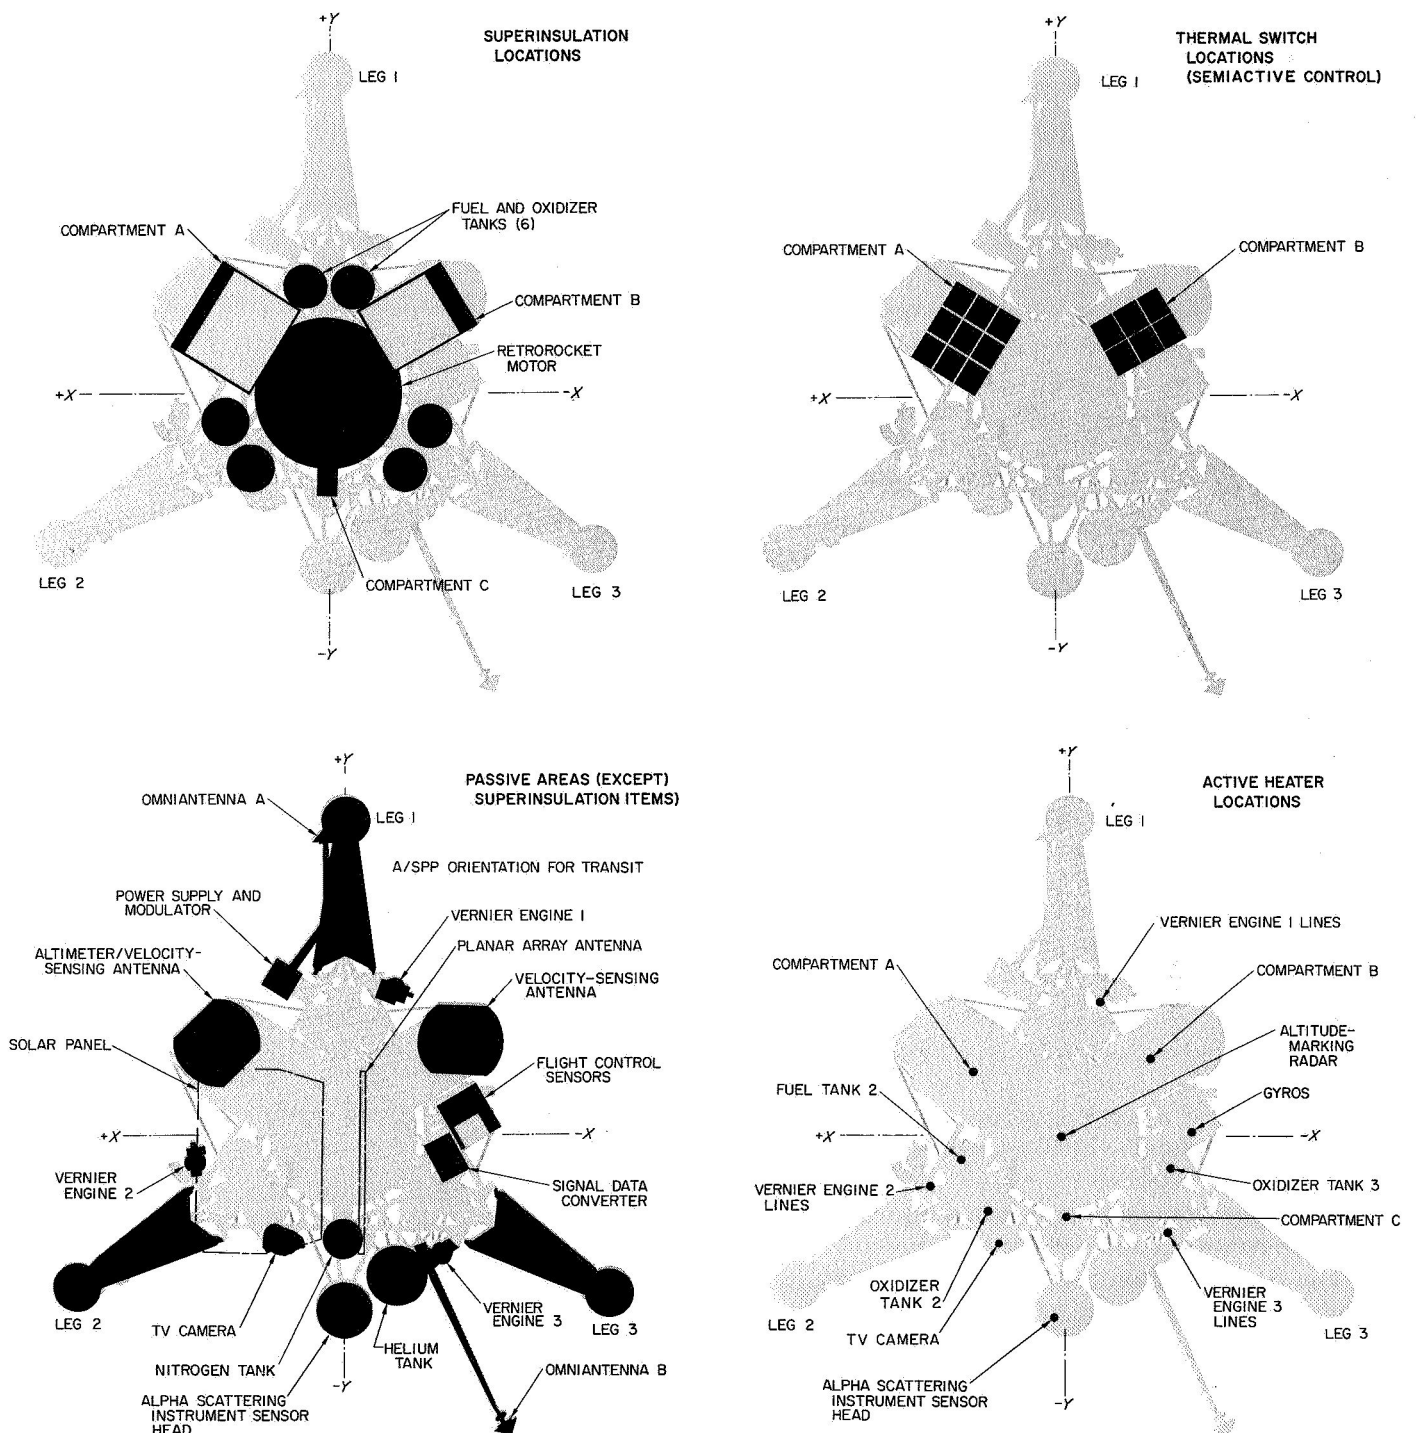 +Y
SUPERINSULATION
LOCATIONS
LEG 1
FUEL AND OXIDIZER
TANKS (6)
COMPARTMENT A
COMPARTMENT B
RETROROCKET
MOTOR
+X
-X
LEG 2
COMPARTMENT C
LEG 3
-Y
+Y
THERMAL SWITCH
LOCATIONS
(SEMIACTIVE CONTROL)
LEG 1
COMPARTMENT A
COMPARTMENT B
+X
-X
LEG 2
LEG 3
-Y
+Y
PASSIVE AREAS (EXCEPT)
SUPERINSULATION ITEMS)
OMNIANTENNA A
LEG 1
A/SPP ORIENTATION FOR TRANSIT
POWER SUPPLY AND
MODULATOR
VERNIER ENGINE 1
PLANAR ARRAY ANTENNA
ALTIMETER/VELOCITY-
SENSING ANTENNA
VELOCITY-SENSING
ANTENNA
SOLAR PANEL
FLIGHT CONTROL
SENSORS
+X
-X
VERNIER
ENGINE 2
SIGNAL DATA
CONVERTER
LEG 2
TV CAMERA
NITROGEN TANK
ALPHA SCATTERING
INSTRUMENT SENSOR
HEAD
-Y
HELIUM
TANK
VERNIER
ENGINE 3
LEG 3
OMNIANTENNA B
+Y
ACTIVE HEATER
LOCATIONS
LEG 1
VERNIER ENGINE 1 LINES
COMPARTMENT A
COMPARTMENT B
ALTITUDE-
MARKING
RADAR
FUEL TANK 2
GYROS
+X
-X
VERNIER ENGINE 2
LINES
OXIDIZER TANK 3
COMPARTMENT C
OXIDIZER
TANK 2
VERNIER
ENGINE 3
LINES
LEG 2
TV CAMERA
LEG 3
ALPHA SCATTERING
INSTRUMENT SENSOR
HEAD
-Y